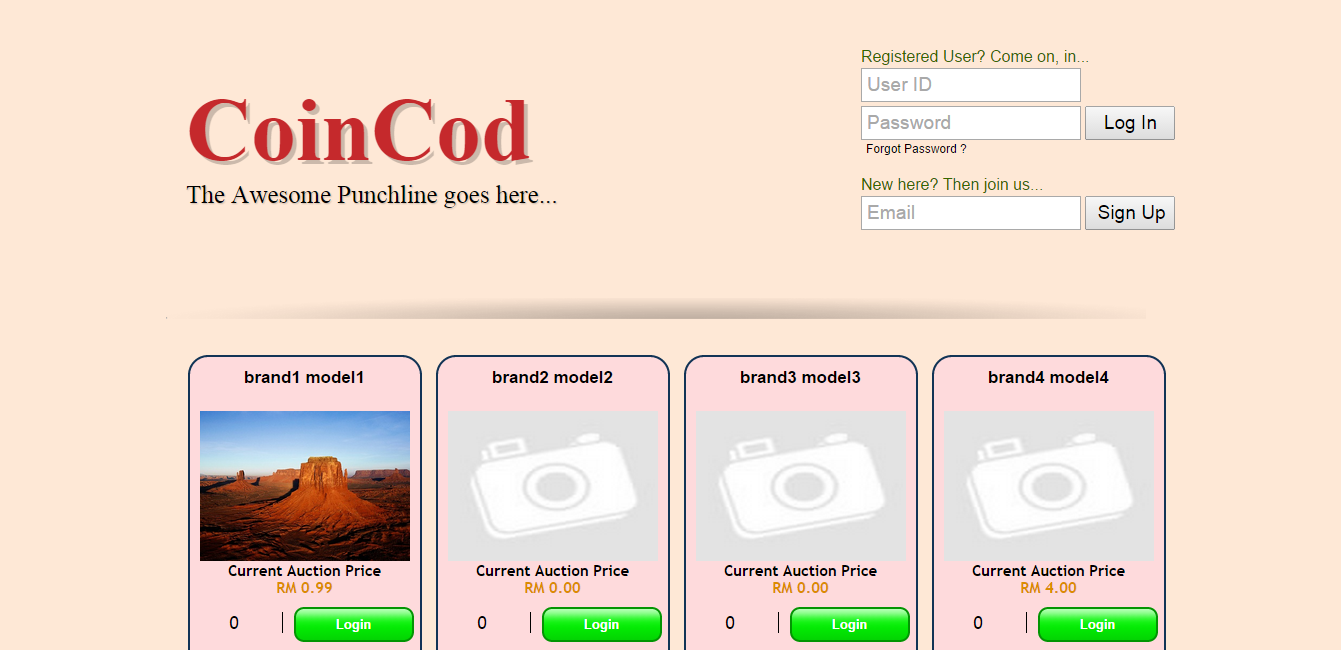 Registered User? Come on, in...
User ID
Password
Log In
Forgot Password ?
New here? Then join us...
Email
Sign Up
CoinCod
The Awesome Punchline goes here...
brand1 model1
Current Auction Price
RM 0.99
0
Login
brand2 model2
Current Auction Price
RM 0.00
0
Login
brand3 model3
Current Auction Price
RM 0.00
0
Login
brand4 model4
Current Auction Price
RM 4.00
0
Login